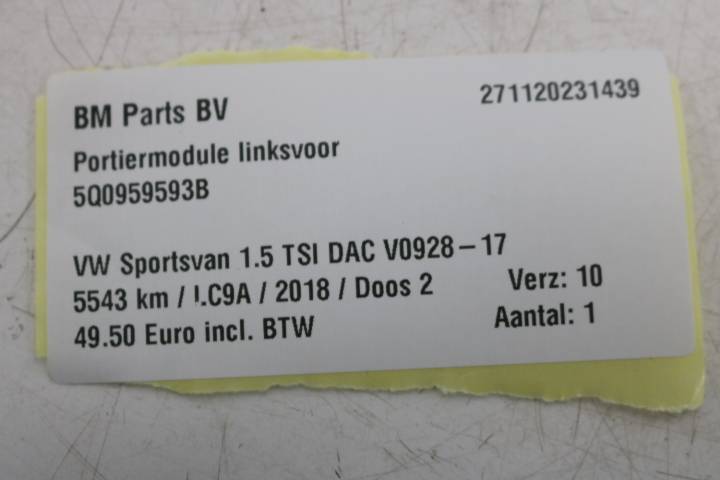 BM Parts BV 271120231439
Portiermodule linksvoor
5Q0959593B
VW Sportsvan 1.5 TSI DAC V0928-17
5543 km / LC9A / 2018 / Doos 2 Verz: 10
49.50 Euro incl. BTW Aantal: 1